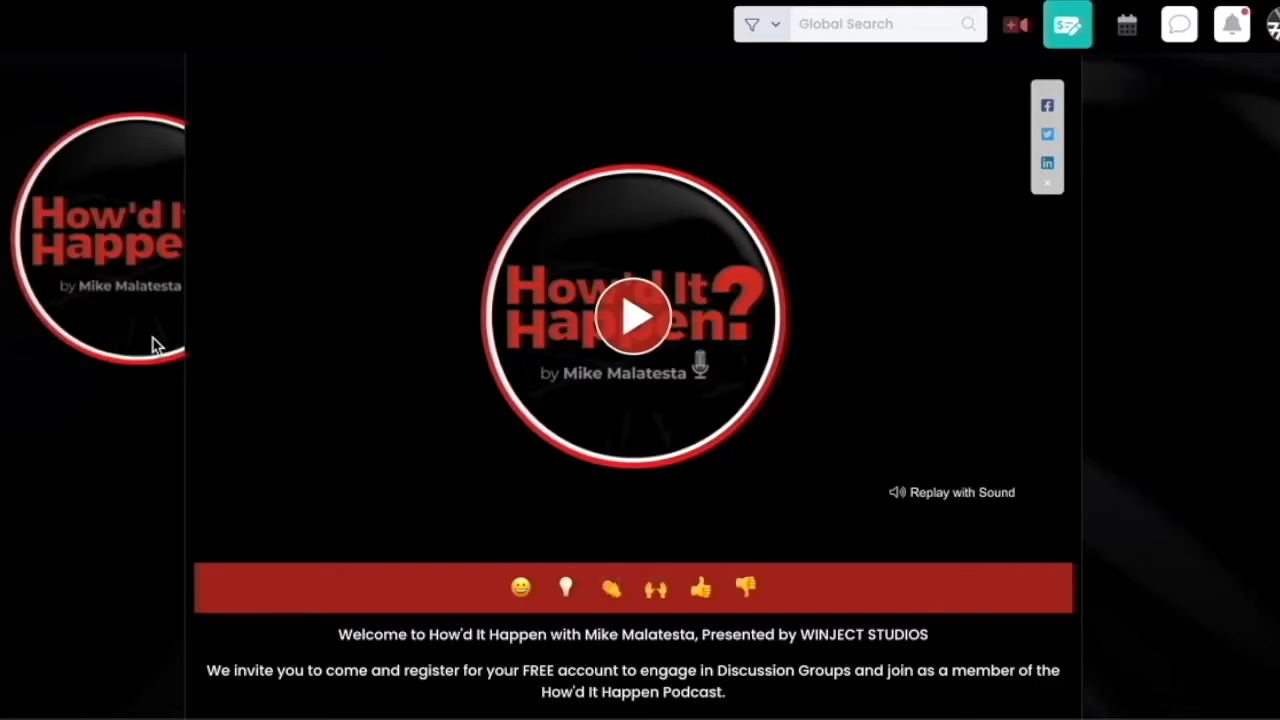 Global Search
How'd I
Happe
by Mike Malatesta
How'd It
Happen?
by Mike Malatesta
Replay with Sound
Welcome to How'd It Happen with Mike Malatesta, Presented by WINJECT STUDIOS
We invite you to come and register for your FREE account to engage in Discussion Groups and join as a member of the
How'd It Happen Podcast.